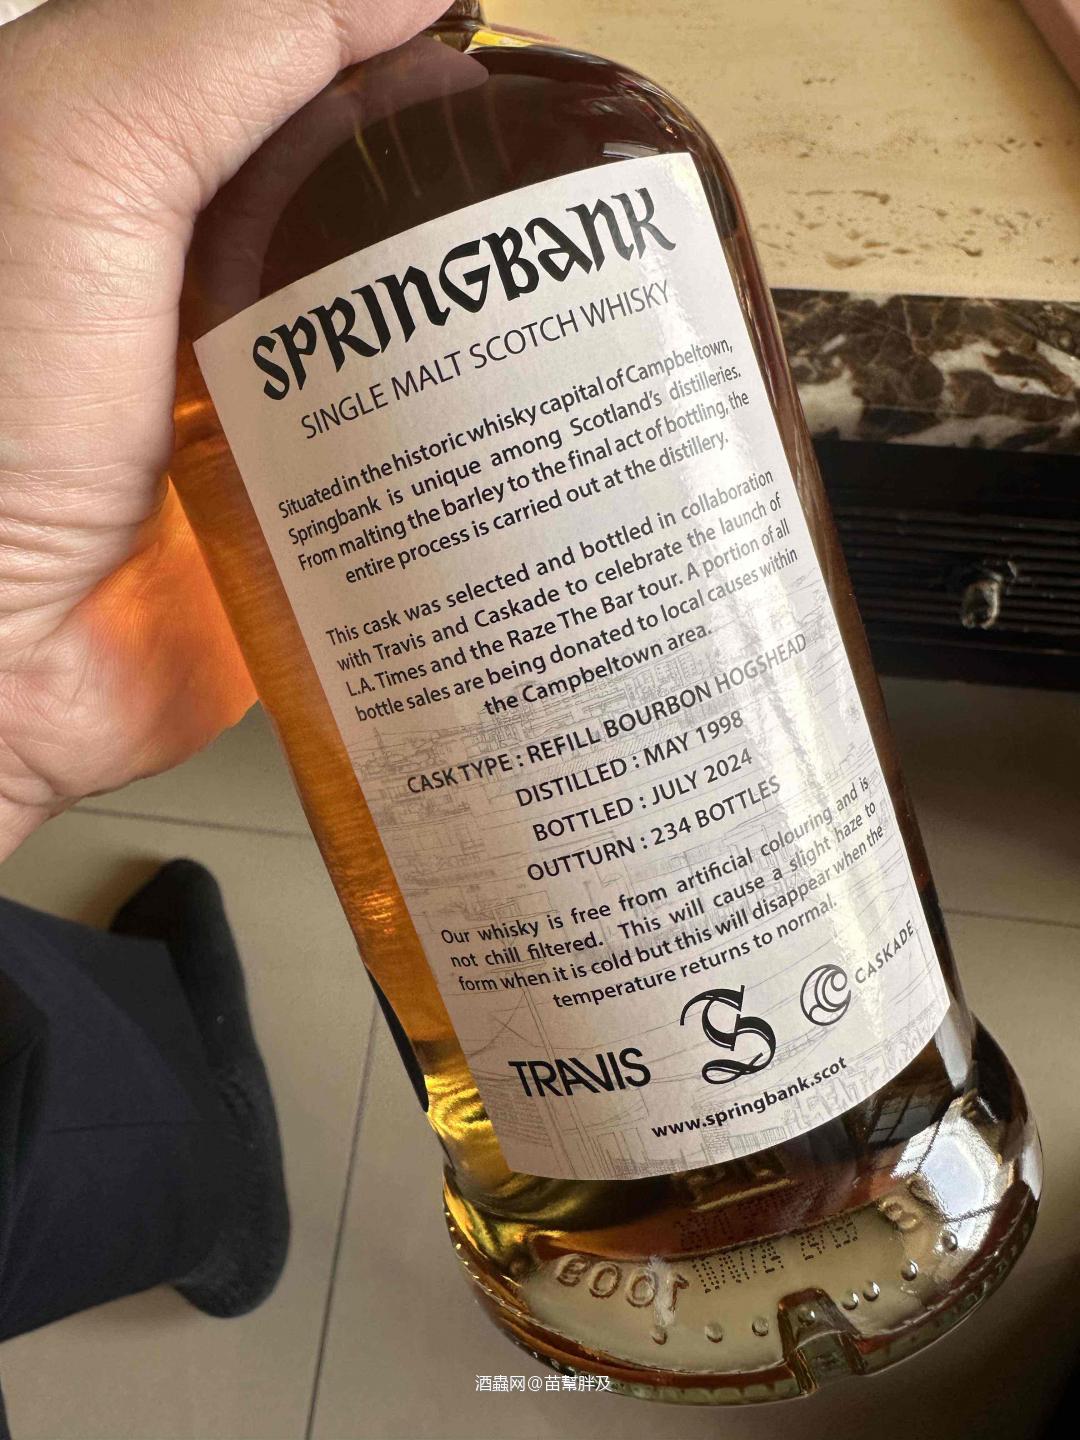 SPRINGBANK
SINGLE MALT SCOTCH WHISKY
Situated in the historic whisky capital of Campbeltown,
Springbank is unique among Scotland's distilleries.
From malting the barley to the final act of bottling, the
entire process is carried out at the distillery.
This cask was selected and bottled in collaboration
with Travis and Caskade to celebrate the launch of
L.A. Times and the Raze The Bar tour. A portion of all
bottle sales are being donated to local causes within
the Campbeltown area.
CASK TYPE : REFILL BOURBON HOGSHEAD
DISTILLED : MAY 1998
BOTTLED : JULY 2024
OUTTURN : 234 BOTTLES
Our whisky is free from artificial colouring and is
not chill filtered. This will cause a slight haze to
form when it is cold but this will disappear when the
temperature returns to normal.
TRAVIS
S
CASKADE
www.springbank.scot
酒蟲网@苗幫胖及